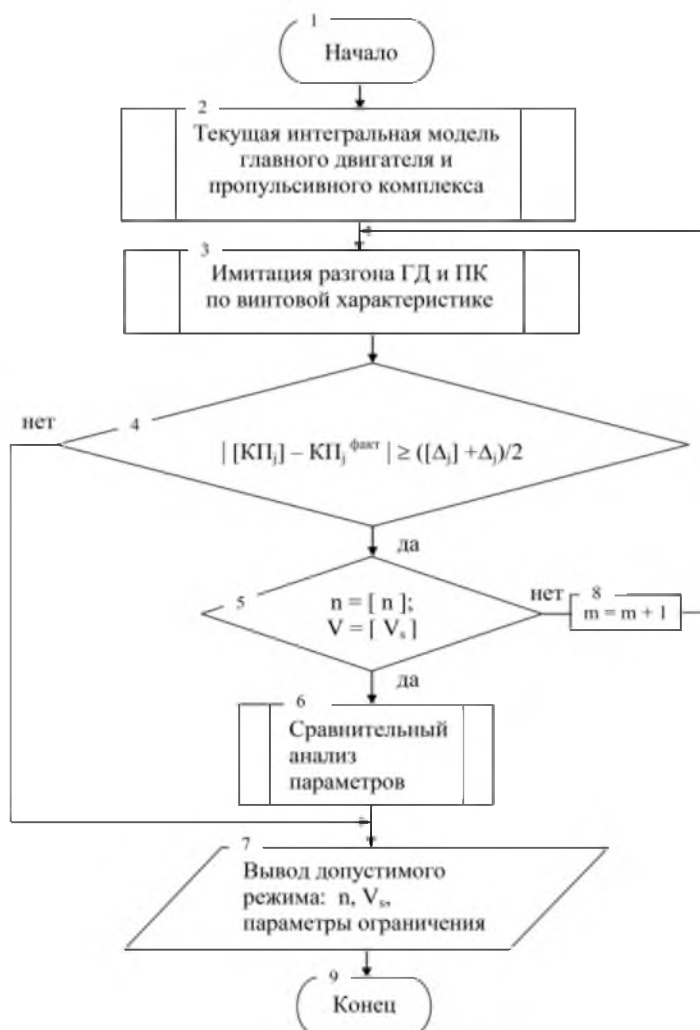 1
Начало
2
Текущая интегральная модель
главного двигателя и
пропульсивного комплекса
3
Имитация разгона ГД и ПК
по винтовой характеристике
нет
4
| [КПj] – КПj факт | ≥ ([Δj] +Δj)/2
да
5
n = [ n ];
V = [ Vs ]
нет
8
m = m + 1
да
6
Сравнительный
анализ
параметров
7
Вывод допустимого
режима: n, Vs,
параметры ограничения
9
Конец